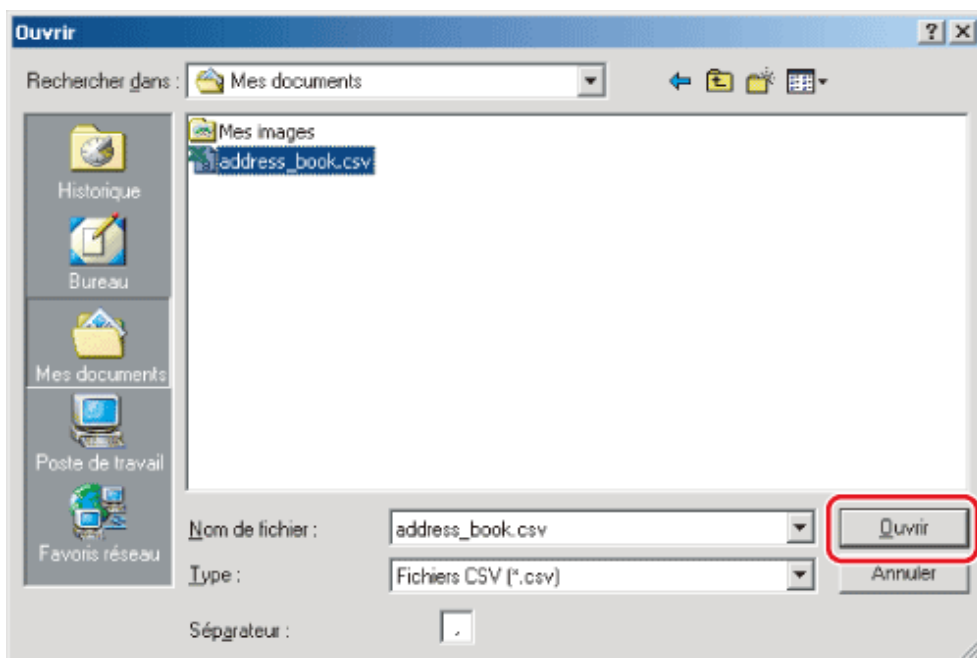 Ouvrir
Rechercher dans : Mes documents
Mes images
address_book.csv
Historique
Bureau
Mes documents
Poste de travail
Favoris réseau
Nom de fichier : address_book.csv Ouvrir
Type : Fichiers CSV (*.csv) Annuler
Séparateur : ,